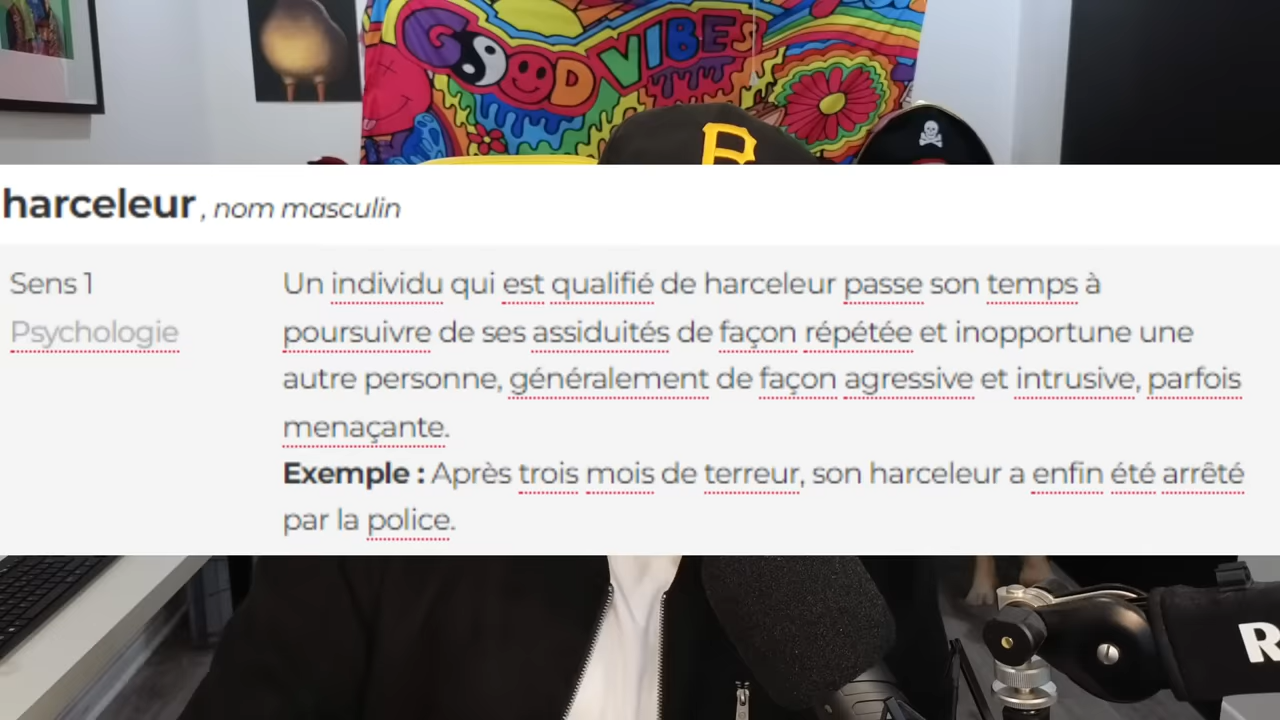 GOOD VIBES
B
harceleur, nom masculin
Sens 1
Psychologie
Un individu qui est qualifié de harceleur passe son temps à
poursuivre de ses assiduités de façon répétée et inopportune une
autre personne, généralement de façon agressive et intrusive, parfois
menaçante.
Exemple : Après trois mois de terreur, son harceleur a enfin été arrêté
par la police.
R